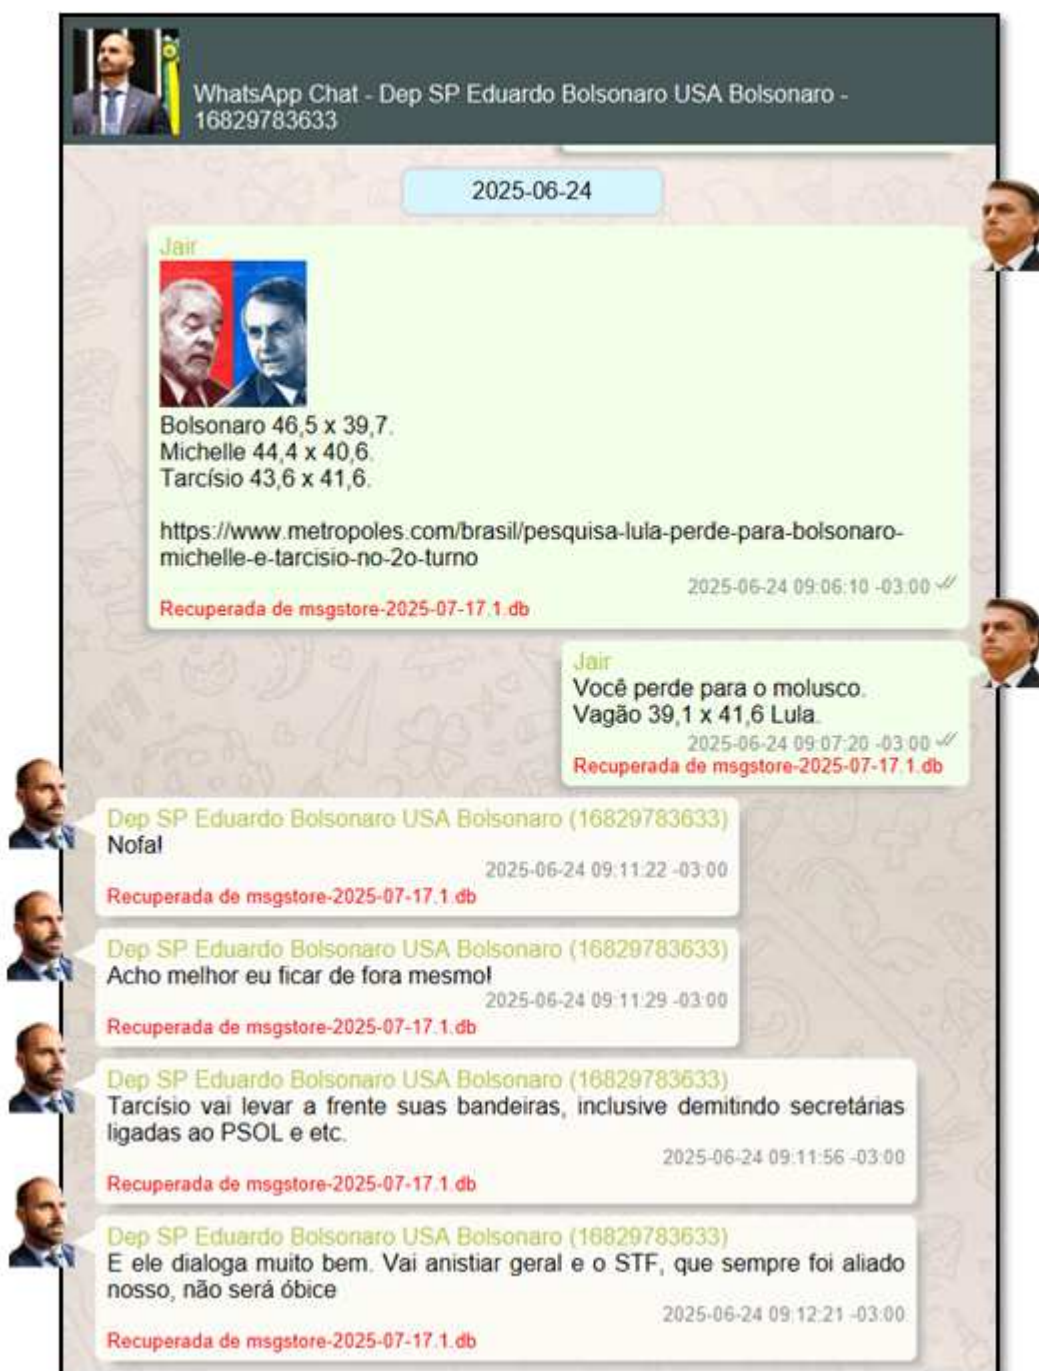 WhatsApp Chat - Dep SP Eduardo Bolsonaro USA Bolsonaro -
16829783633
2025-06-24
Jair
Bolsonaro 46,5 x 39,7.
Michelle 44,4 x 40,6.
Tarcísio 43,6 x 41,6.
https://www.metropoles.com/brasil/pesquisa-lula-perde-para-bolsonaro-
michelle-e-tarcisio-no-2o-turno
2025-06-24 09:06:10 -03:00
Recuperada de msgstore-2025-07-17.1.db
Jair
Você perde para o molusco.
Vagão 39,1 x 41,6 Lula.
2025-06-24 09:07:20 -03:00
Recuperada de msgstore-2025-07-17.1.db
Dep SP Eduardo Bolsonaro USA Bolsonaro (16829783633)
Nofa!
2025-06-24 09:11:22 -03:00
Recuperada de msgstore-2025-07-17.1.db
Dep SP Eduardo Bolsonaro USA Bolsonaro (16829783633)
Acho melhor eu ficar de fora mesmo!
2025-06-24 09:11:29 -03:00
Recuperada de msgstore-2025-07-17.1.db
Dep SP Eduardo Bolsonaro USA Bolsonaro (16829783633)
Tarcísio vai levar a frente suas bandeiras, inclusive demitindo secretárias
ligadas ao PSOL e etc.
2025-06-24 09:11:56 -03:00
Recuperada de msgstore-2025-07-17.1.db
Dep SP Eduardo Bolsonaro USA Bolsonaro (16829783633)
E ele dialoga muito bem. Vai anistiar geral e o STF, que sempre foi aliado
nosso, não será óbice
2025-06-24 09:12:21 -03:00
Recuperada de msgstore-2025-07-17.1.db